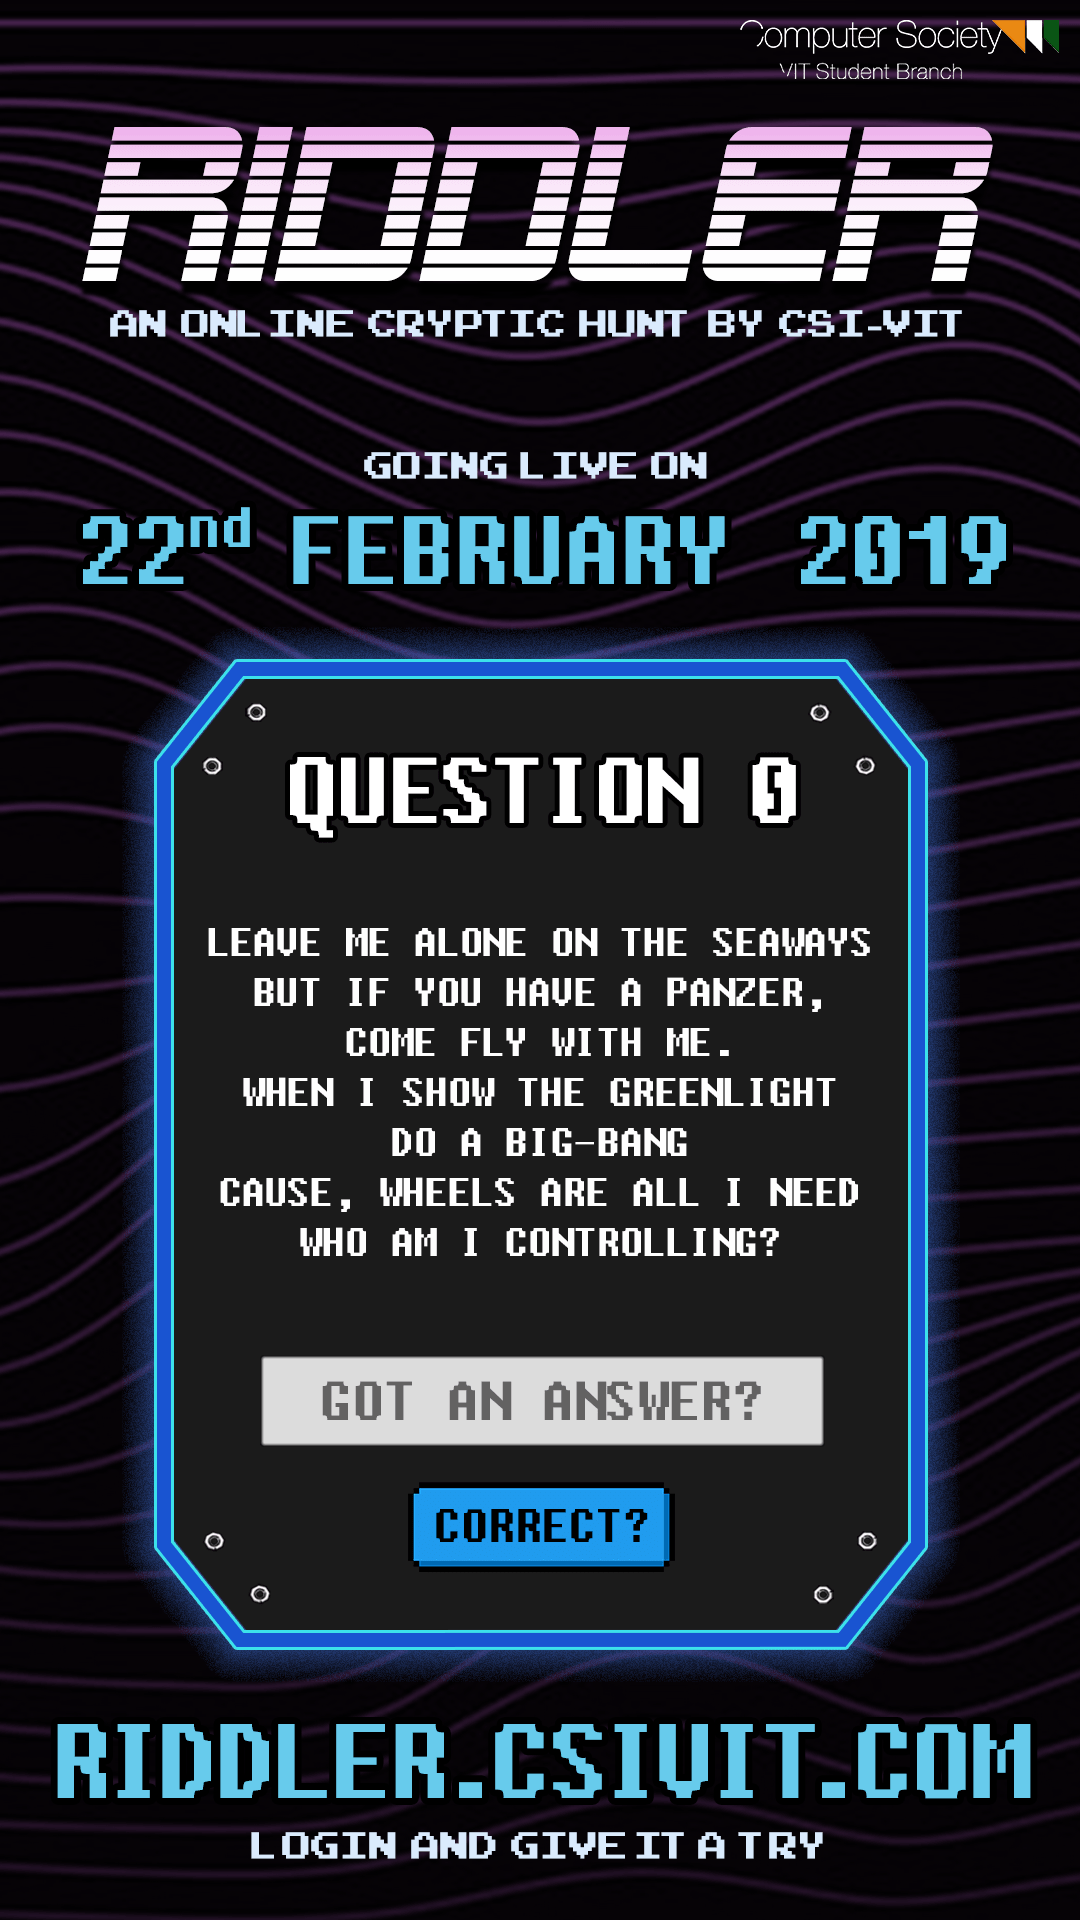 Computer Society
VIT Student Branch
RIDDLER
AN ONLINE CRYPTIC HUNT BY CSI-VIT
GOING LIVE ON
22nd FEBRUARY 2019
QUESTION 0
LEAVE ME ALONE ON THE SEAWAYS
BUT IF YOU HAVE A PANZER,
COME FLY WITH ME.
WHEN I SHOW THE GREENLIGHT
DO A BIG-BANG
CAUSE, WHEELS ARE ALL I NEED
WHO AM I CONTROLLING?
GOT AN ANSWER?
CORRECT?
RIDDLER.CSIVIT.COM
LOGIN AND GIVE IT A TRY